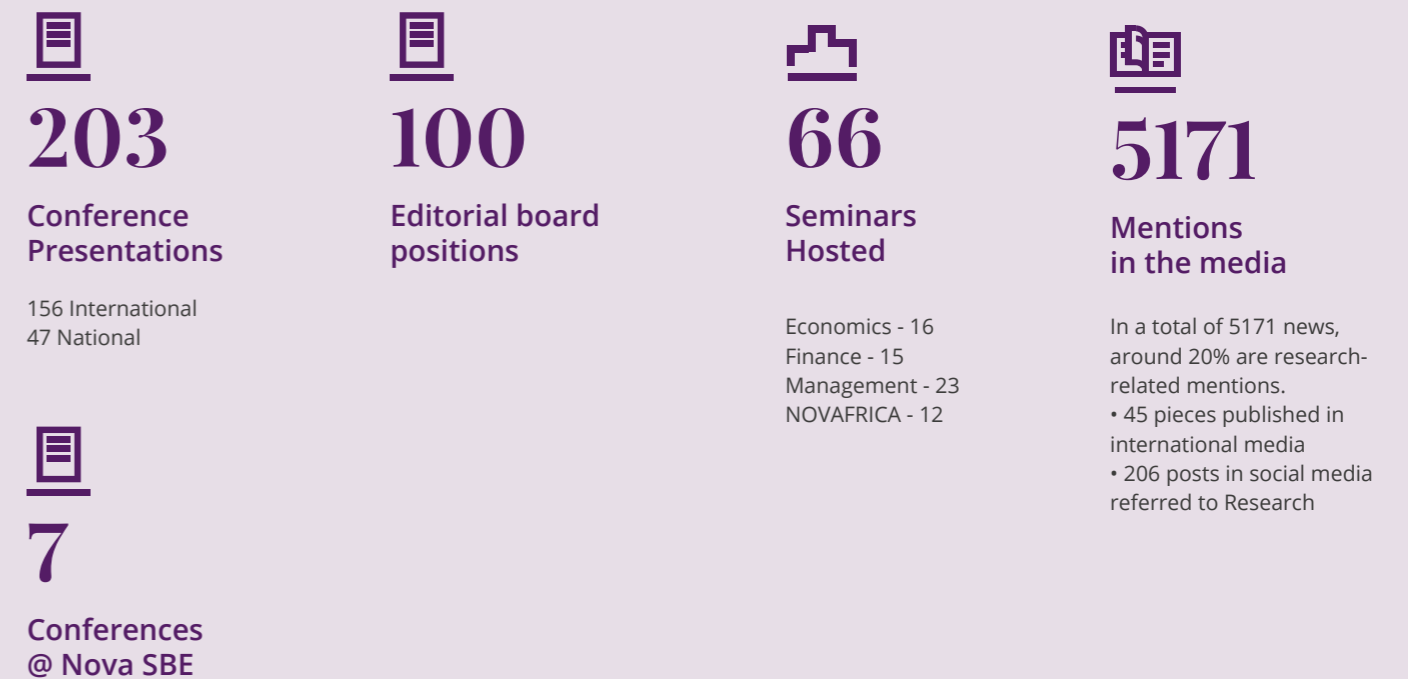 203
Conference
Presentations
156 International
47 National
7
Conferences
@ Nova SBE
100
Editorial board
positions
66
Seminars
Hosted
Economics - 16
Finance - 15
Management - 23
NOVAFRICA - 12
5171
Mentions
in the media
In a total of 5171 news,
around 20% are research-
related mentions.
• 45 pieces published in
international media
• 206 posts in social media
referred to Research